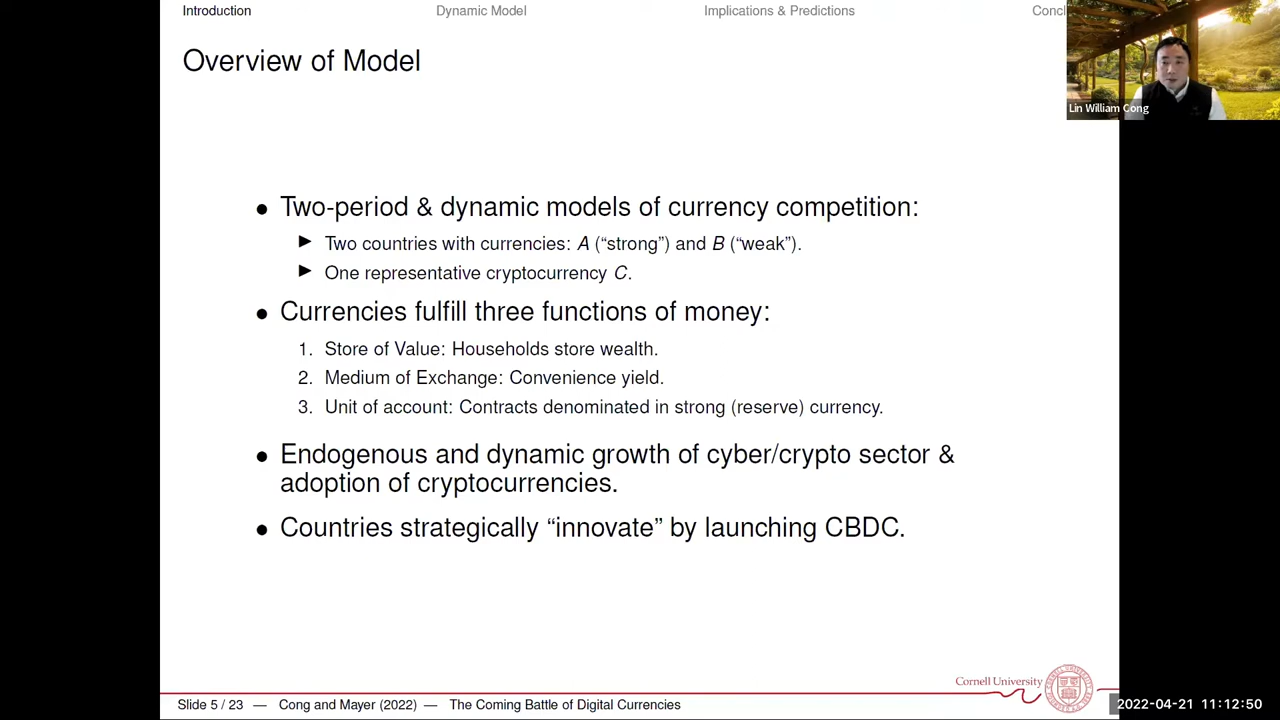 Introduction Dynamic Model Implications & Predictions Concl
Overview of Model
Lin William Cong
• Two-period & dynamic models of currency competition:
▶ Two countries with currencies: A (“strong”) and B (“weak”).
▶ One representative cryptocurrency C.
• Currencies fulfill three functions of money:
1. Store of Value: Households store wealth.
2. Medium of Exchange: Convenience yield.
3. Unit of account: Contracts denominated in strong (reserve) currency.
• Endogenous and dynamic growth of cyber/crypto sector &
adoption of cryptocurrencies.
• Countries strategically “innovate” by launching CBDC.
Cornell University
Slide 5 / 23 — Cong and Mayer (2022) — The Coming Battle of Digital Currencies
2022-04-21 11:12:50